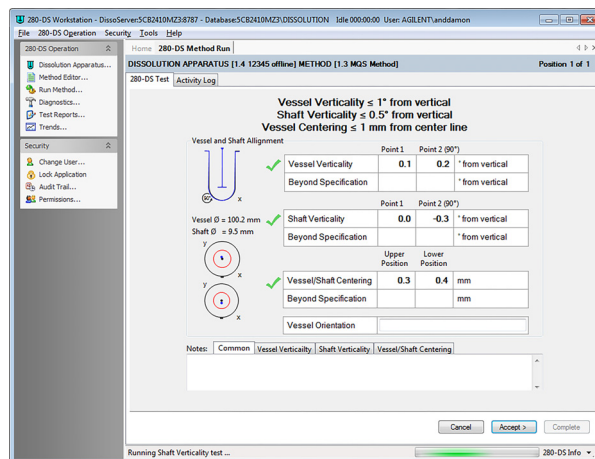 280-DS Workstation - DissoServer:5CB2410MZ3:8787 - Database:5CB2410MZ3\DISSOLUTION Idle 000:00:00 User: AGILENT\anddamon
File 280-DS Operation Security Tools Help
280-DS Operation
Dissolution Apparatus...
Method Editor...
Run Method...
Diagnostics...
Test Reports...
Trends...
Security
Change User...
Lock Application
Audit Trail...
Permissions...
Home 280-DS Method Run
DISSOLUTION APPARATUS [1.4 12345 offline] METHOD [1.3 MQS Method] Position 1 of 1
280-DS Test Activity Log
Vessel Verticality ≤ 1° from vertical
Shaft Verticality ≤ 0.5° from vertical
Vessel Centering ≤ 1 mm from center line
Vessel and Shaft Allignment
Point 1 Point 2 (90°)
Vessel Verticality 0.1 0.2 ° from vertical
Beyond Specification ° from vertical
90° x
Point 1 Point 2 (90°)
Vessel Ø = 100.2 mm
Shaft Ø = 9.5 mm
Shaft Verticality 0.0 -0.3 ° from vertical
Beyond Specification ° from vertical
y
x
Upper Position Lower Position
Vessel/Shaft Centering 0.3 0.4 mm
Beyond Specification mm
y
x
Vessel Orientation
Notes: Common Vessel Verticailty Shaft Verticality Vessel/Shaft Centering
Cancel Accept > Complete
Running Shaft Verticality test ... 280-DS Info